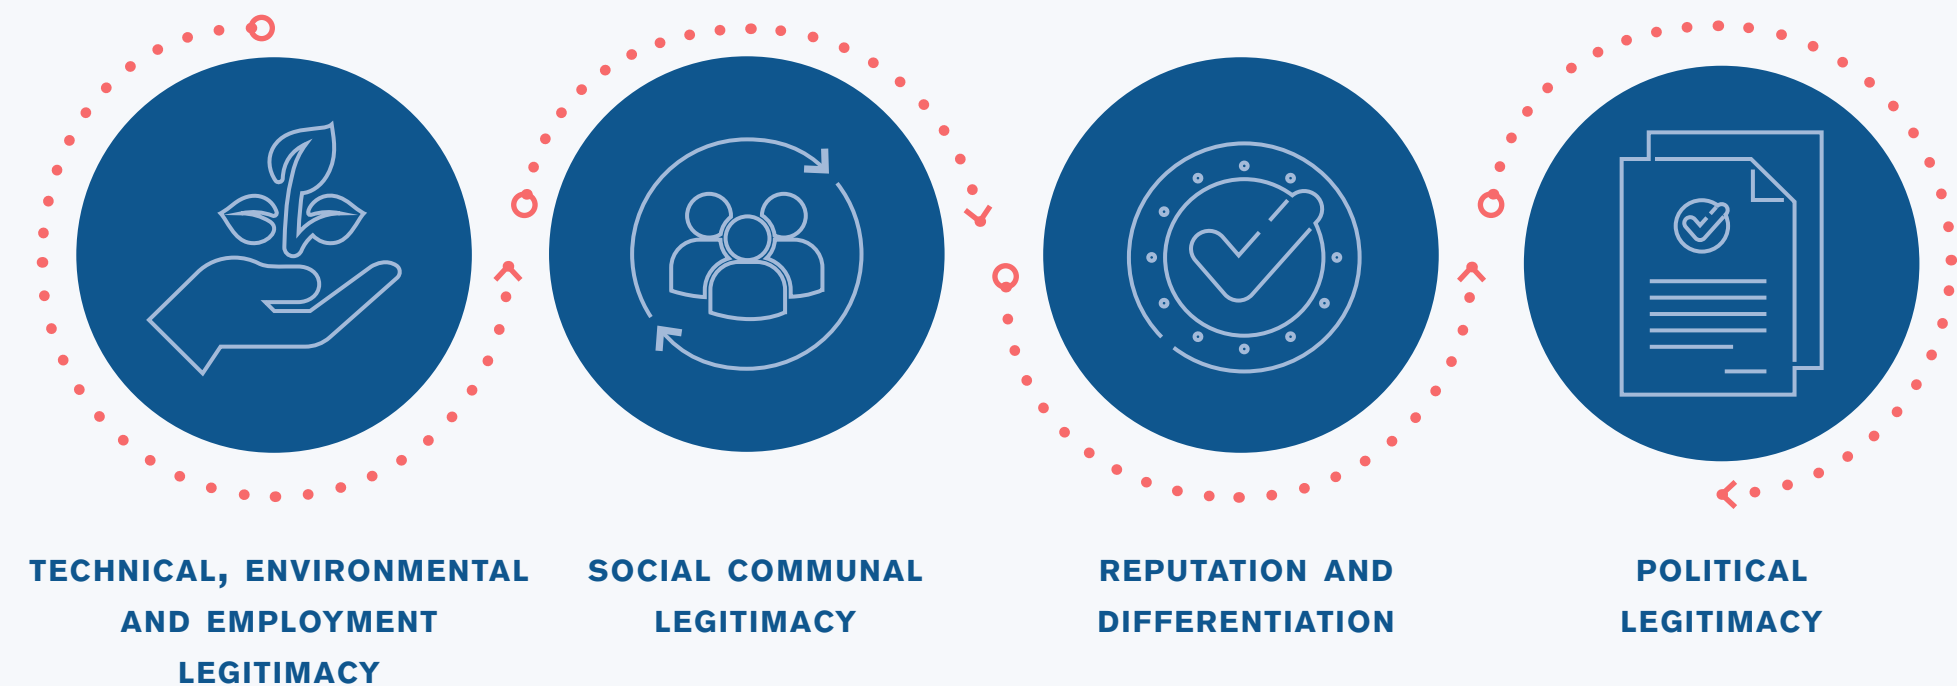 TECHNICAL, ENVIRONMENTAL
AND EMPLOYMENT
LEGITIMACY
SOCIAL COMMUNAL
LEGITIMACY
REPUTATION AND
DIFFERENTIATION
POLITICAL
LEGITIMACY